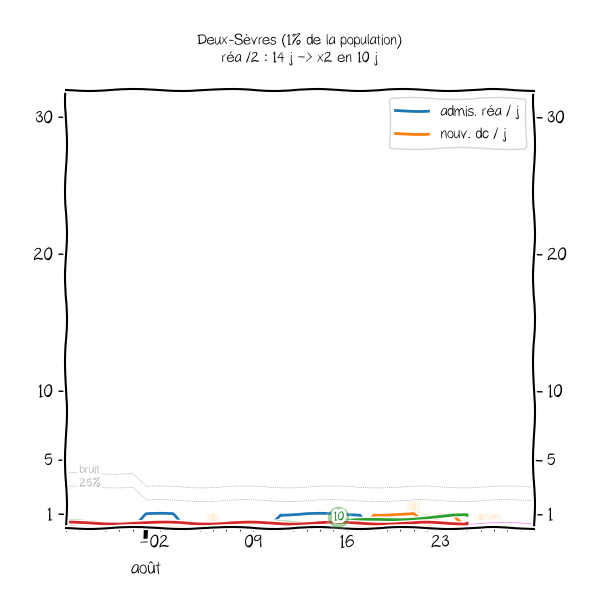 Deux-Sèvres (1% de la population)
réa /2 : 14 j -> x2 en 10 j
admis. réa / j
nouv. dc / j
30
30
20
20
10
10
5
5
bruit
25%
1
10
1
02
09
16
23
août